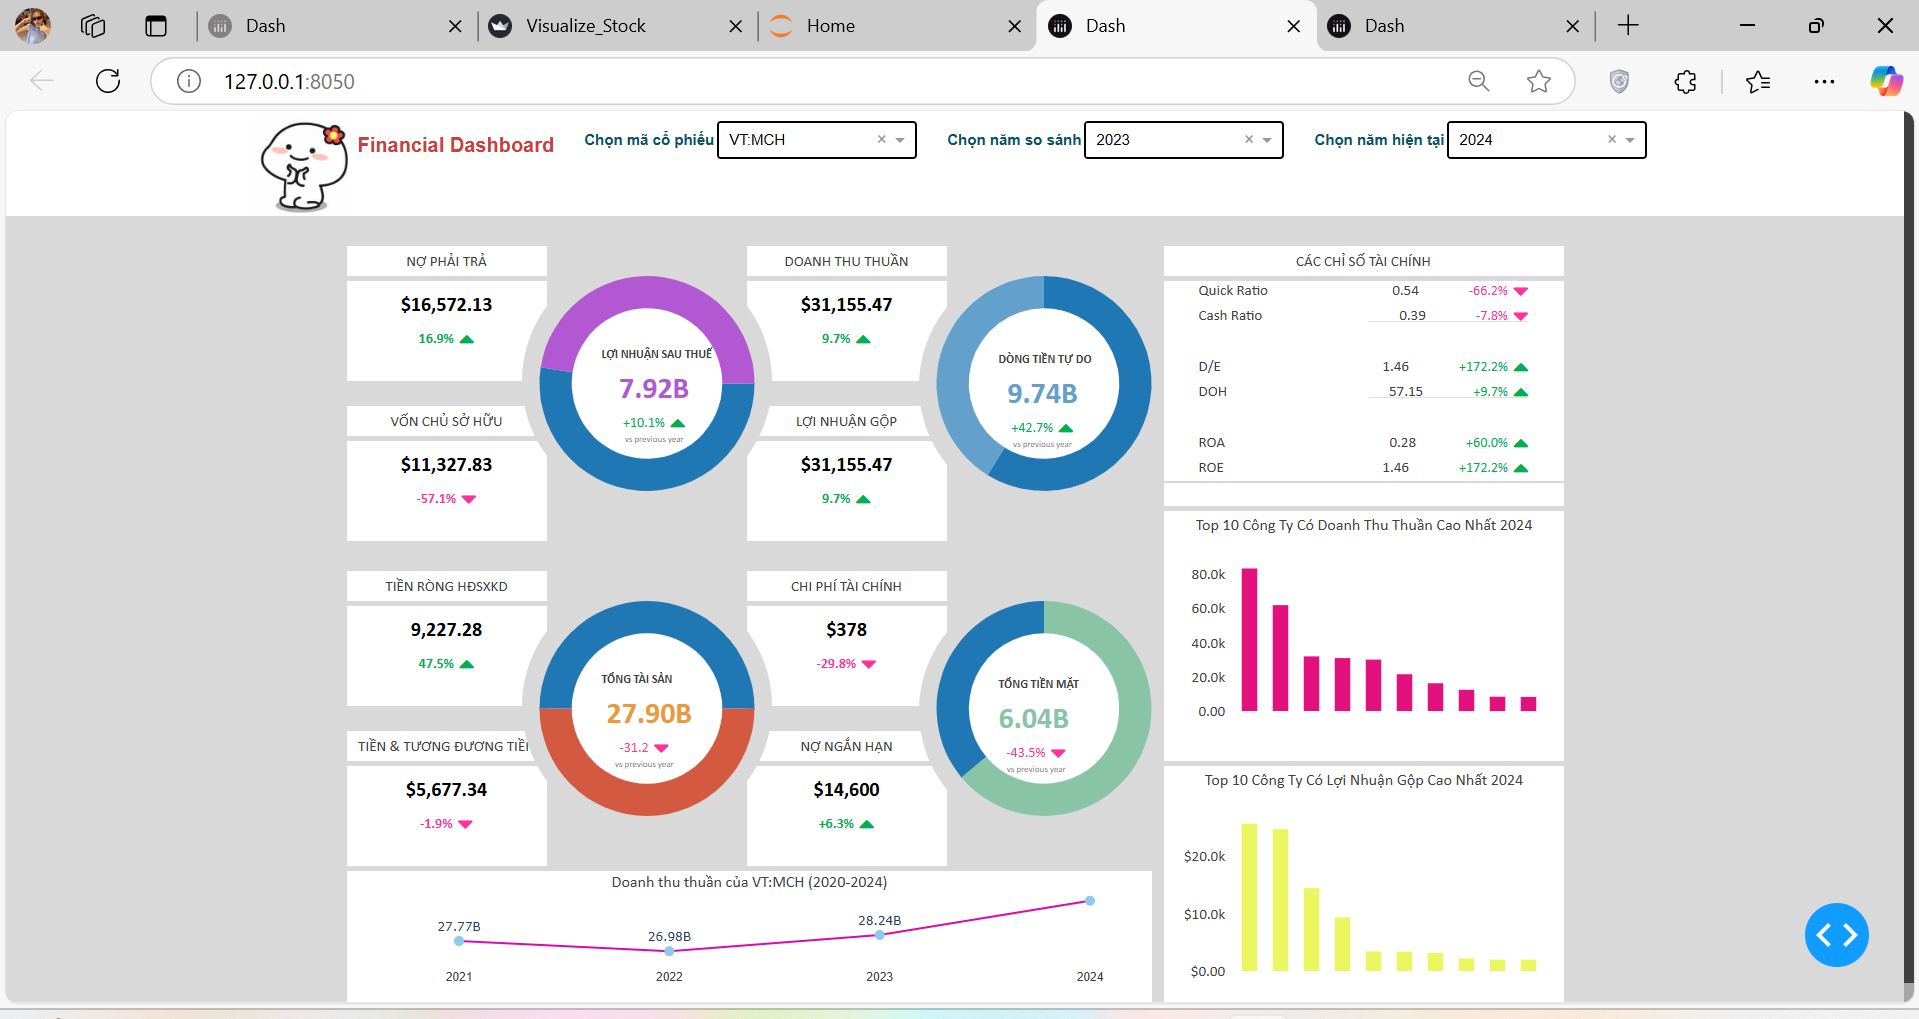 Dash
Visualize_Stock
Home
Dash
Dash
127.0.0.1:8050
Financial Dashboard
Chọn mã cổ phiếu
VT:MCH
Chọn năm so sánh
2023
Chọn năm hiện tại
2024
NỢ PHẢI TRẢ
$16,572.13
16.9%
VỐN CHỦ SỞ HỮU
$11,327.83
-57.1%
LỢI NHUẬN SAU THUẾ
7.92B
+10.1%
vs previous year
DOANH THU THUẦN
$31,155.47
9.7%
LỢI NHUẬN GỘP
$31,155.47
9.7%
DÒNG TIỀN TỰ DO
9.74B
+42.7%
vs previous year
CÁC CHỈ SỐ TÀI CHÍNH
Quick Ratio 0.54 -66.2%
Cash Ratio 0.39 -7.8%
D/E 1.46 +172.2%
DOH 57.15 +9.7%
ROA 0.28 +60.0%
ROE 1.46 +172.2%
TIỀN RÒNG HĐSXKD
9,227.28
47.5%
TIỀN & TƯƠNG ĐƯƠNG TIỀ
$5,677.34
-1.9%
TỔNG TÀI SẢN
27.90B
-31.2
vs previous year
CHI PHÍ TÀI CHÍNH
$378
-29.8%
NỢ NGẮN HẠN
$14,600
+6.3%
TỔNG TIỀN MẶT
6.04B
-43.5%
vs previous year
Top 10 Công Ty Có Doanh Thu Thuần Cao Nhất 2024
80.0k
60.0k
40.0k
20.0k
0.00
Top 10 Công Ty Có Lợi Nhuận Gộp Cao Nhất 2024
$20.0k
$10.0k
$0.00
Doanh thu thuần của VT:MCH (2020-2024)
27.77B
26.98B
28.24B
2021
2022
2023
2024